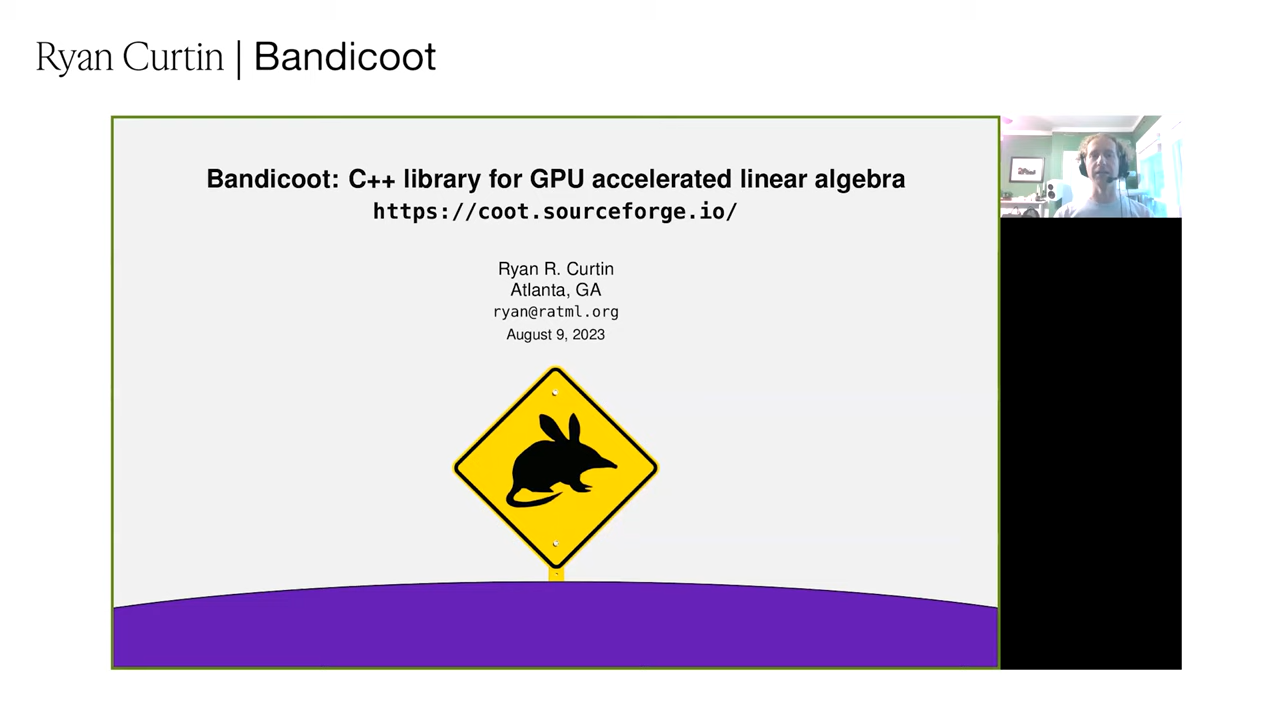 Ryan Curtin | Bandicoot
Bandicoot: C++ library for GPU accelerated linear algebra
https://coot.sourceforge.io/
Ryan R. Curtin
Atlanta, GA
ryan@ratml.org
August 9, 2023